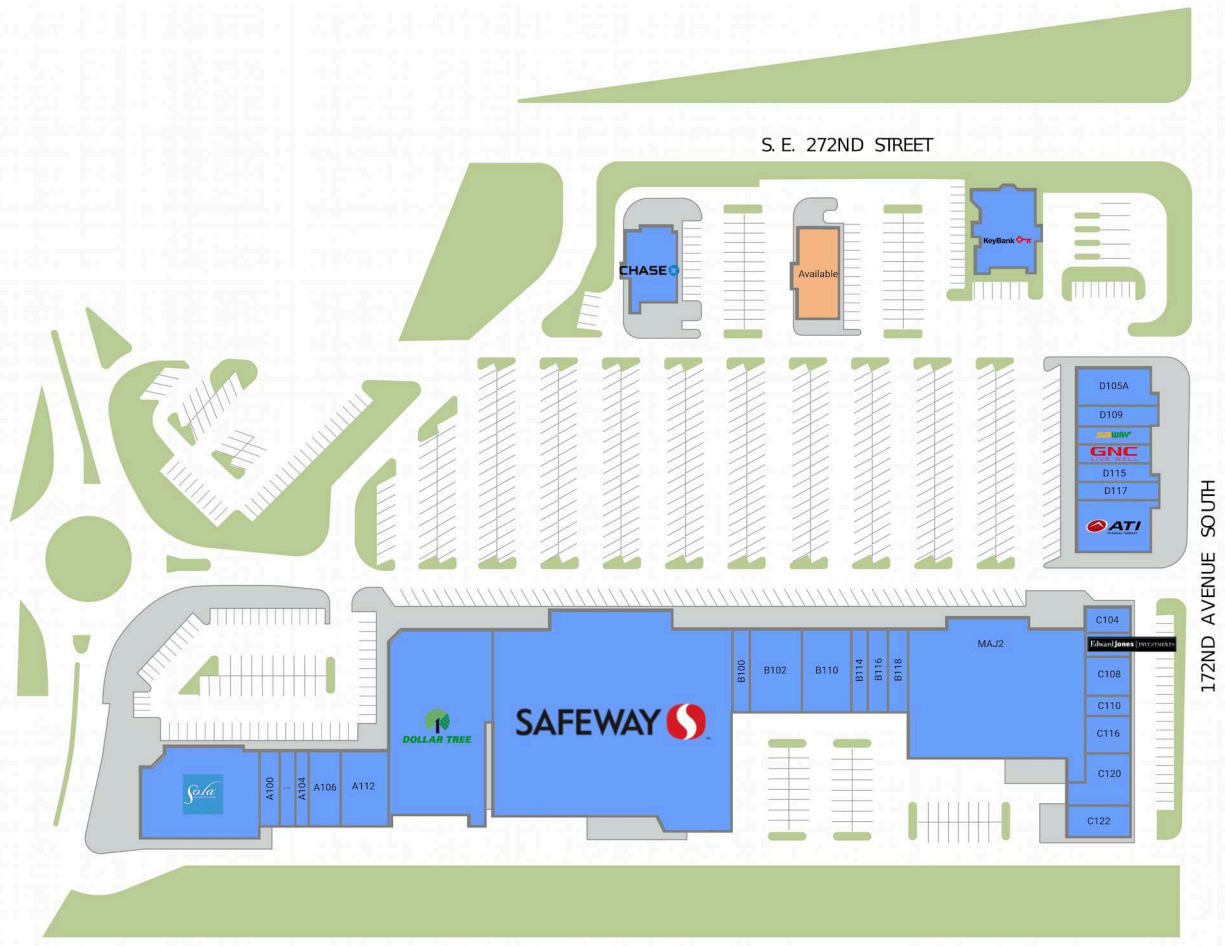 S. E. 272ND STREET
KeyBank
CHASE
Available
D105A
D109
SUBWAY
GNC
LIVE WELL
D115
D117
ATI
PHYSICAL THERAPY
172ND AVENUE SOUTH
C104
Edward Jones | INVESTMENTS
MAJ2
C108
C110
C116
C120
C122
B100
B102
B110
B114
B116
B118
SAFEWAY
DOLLAR TREE
Sola
A100
A104
A106
A112